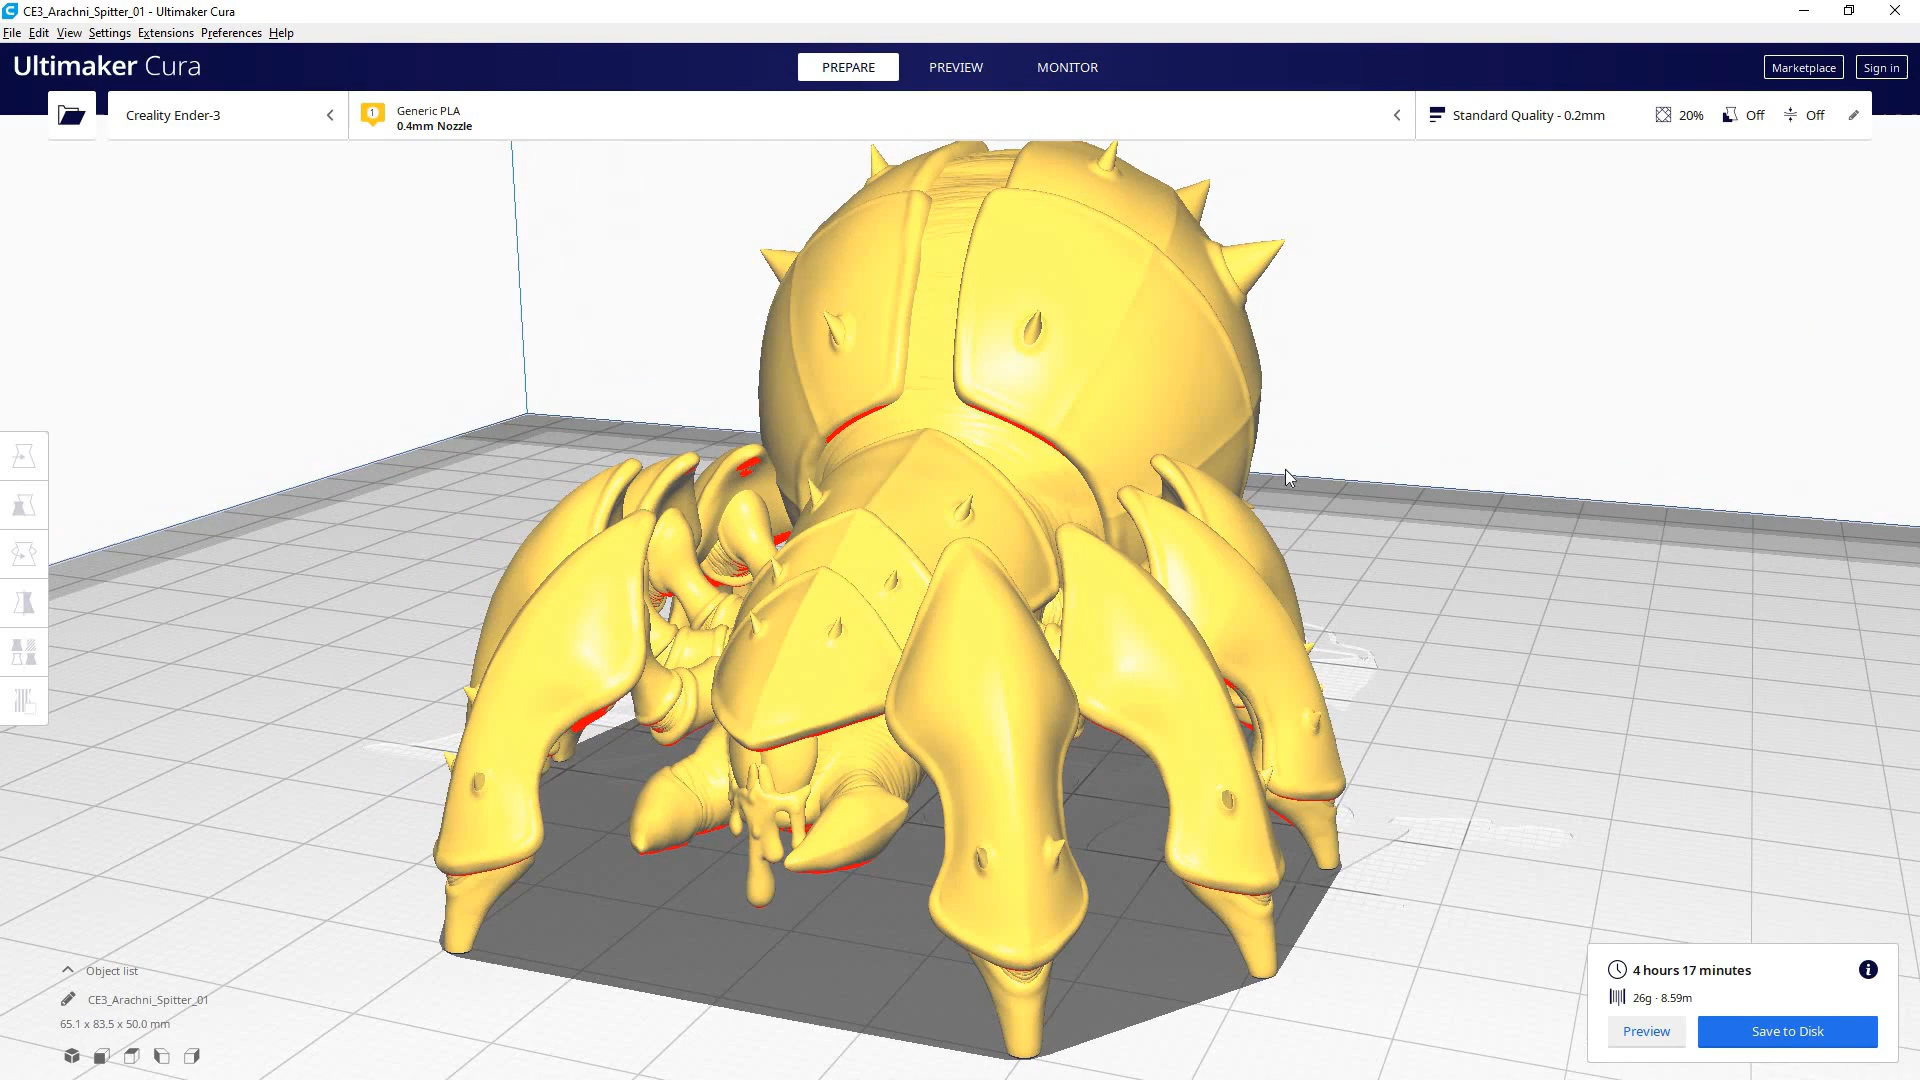 CE3_Arachni_Spitter_01 - Ultimaker Cura
File Edit View Settings Extensions Preferences Help
Ultimaker Cura
PREPARE
PREVIEW
MONITOR
Marketplace
Sign in
Creality Ender-3
1
Generic PLA
0.4mm Nozzle
Standard Quality - 0.2mm
20%
Off
Off
Object list
CE3_Arachni_Spitter_01
65.1 x 83.5 x 50.0 mm
4 hours 17 minutes
26g · 8.59m
Preview
Save to Disk